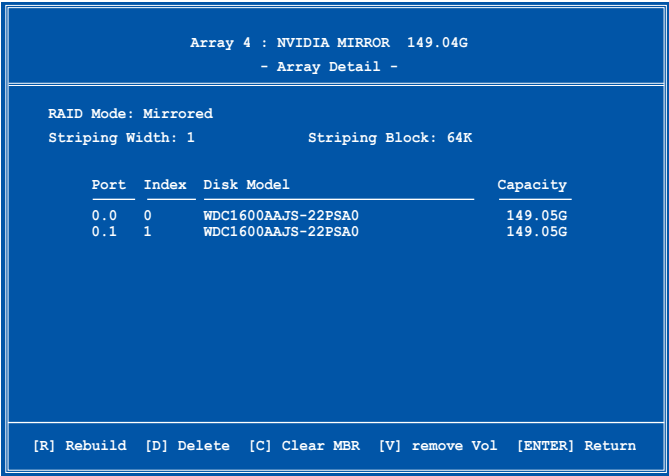 Array 4 : NVIDIA MIRROR 149.04G
- Array Detail -
RAID Mode: Mirrored
Striping Width: 1 Striping Block: 64K
Port Index Disk Model Capacity
0.0 0 WDC1600AAJS-22PSA0 149.05G
0.1 1 WDC1600AAJS-22PSA0 149.05G
[R] Rebuild [D] Delete [C] Clear MBR [V] remove Vol [ENTER] Return